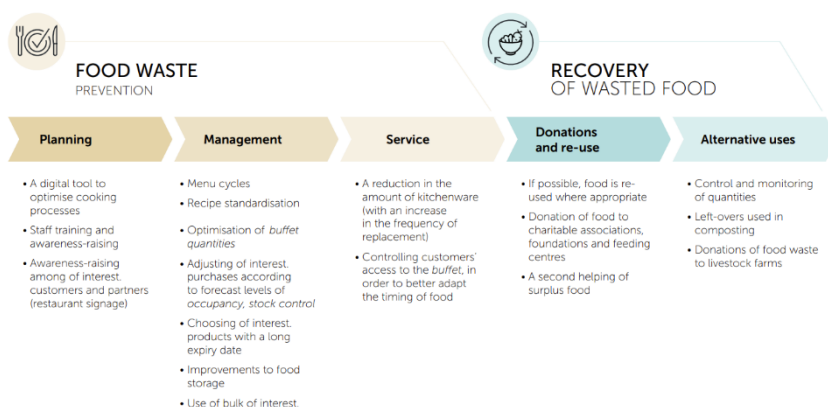 FOOD WASTE
PREVENTION
RECOVERY
OF WASTED FOOD
Planning
• A digital tool to
optimise cooking
processes
• Staff training and
awareness-raising
• Awareness-raising
among of interest.
customers and partners
(restaurant signage)
Management
• Menu cycles
• Recipe standardisation
• Optimisation of buffet
quantities
• Adjusting of interest.
purchases according
to forecast levels of
occupancy, stock control
• Choosing of interest.
products with a long
expiry date
• Improvements to food
storage
• Use of bulk of interest.
Service
• A reduction in the
amount of kitchenware
(with an increase
in the frequency of
replacement)
• Controlling customers'
access to the buffet, in
order to better adapt
the timing of food
Donations
and re-use
• If possible, food is re-
used where appropriate
• Donation of food to
charitable associations,
foundations and feeding
centres
• A second helping of
surplus food
Alternative uses
• Control and monitoring
of quantities
• Left-overs used in
composting
• Donations of food waste
to livestock farms